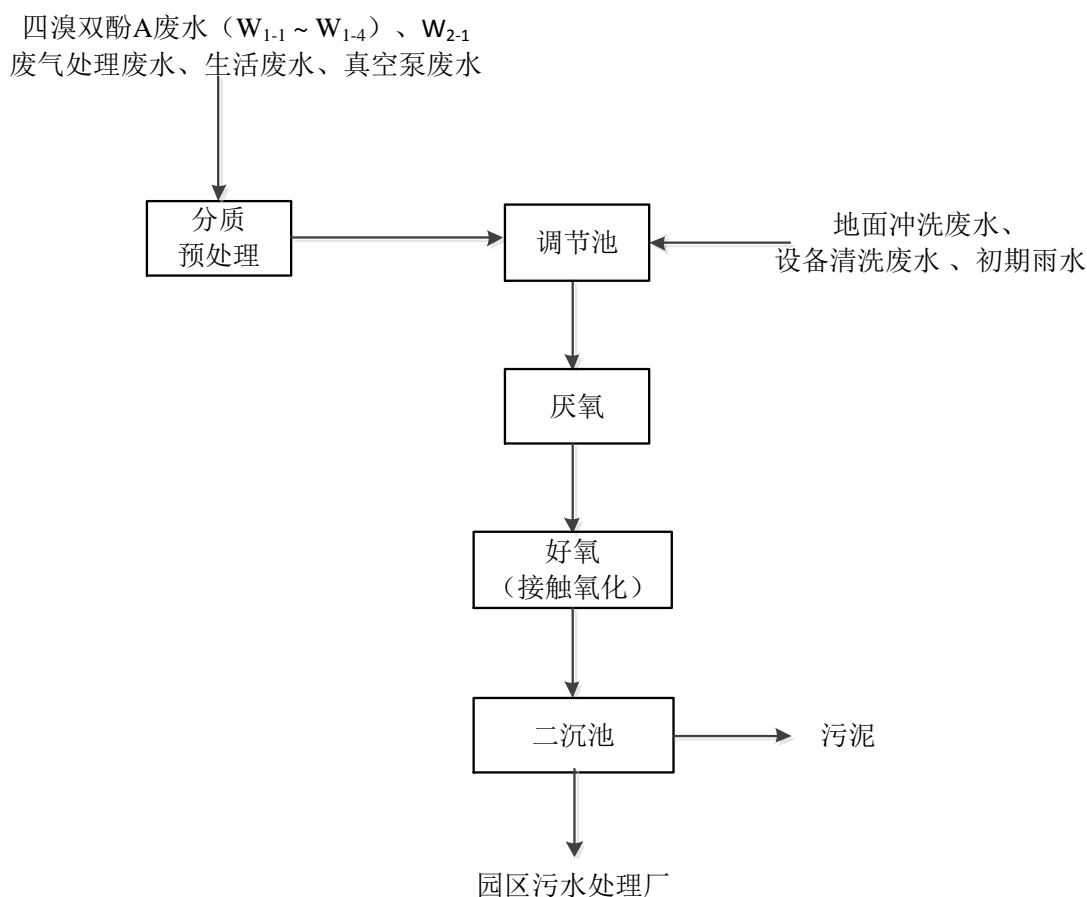 四溴双酚A废水（W1-1 ~ W1-4）、W2-1
废气处理废水、生活废水、真空泵废水
分质
预处理
调节池
地面冲洗废水、
设备清洗废水 、初期雨水
厌氧
好氧
（接触氧化）
二沉池
污泥
园区污水处理厂